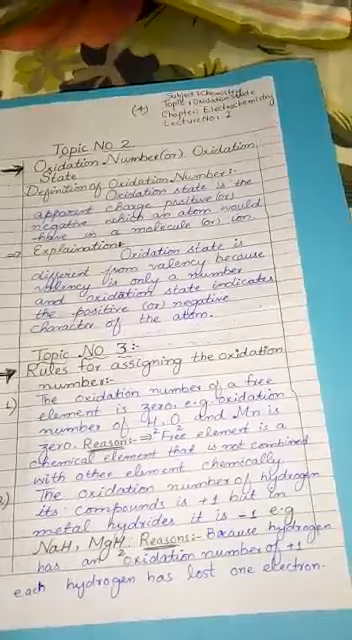 (4)
Subject: Chemistry
Topic: Oxidation State
Chapter: Electrochemistry
Lecture No: 2
Topic NO 2
→ Oxidation Number (or) Oxidation
State
Definition of Oxidation Number:-
Oxidation state is the
apparent charge positive (or)
negative which an atom would
have in a molecule (or) ion.
⇒ Explaination:
Oxidation state is
different from valency because
valency is only a number
and oxidation state indicates
the positive (or) negative
character of the atom.
Topic NO 3:-
→ Rules for assigning the oxidation
number:-
1) The oxidation number of a free
element is zero. e.g. oxidation
number of H2, O2 and Mn is
zero. Reason:- ⇒ Free element is a
chemical element that is not combined
with other element chemically.
2) The oxidation number of hydrogen
its compounds is +1 but in
metal hydrides it is -1 e.g
NaH, MgH2. Reasons:- Because hydrogen
has an oxidation number of +1
each hydrogen has lost one electron.